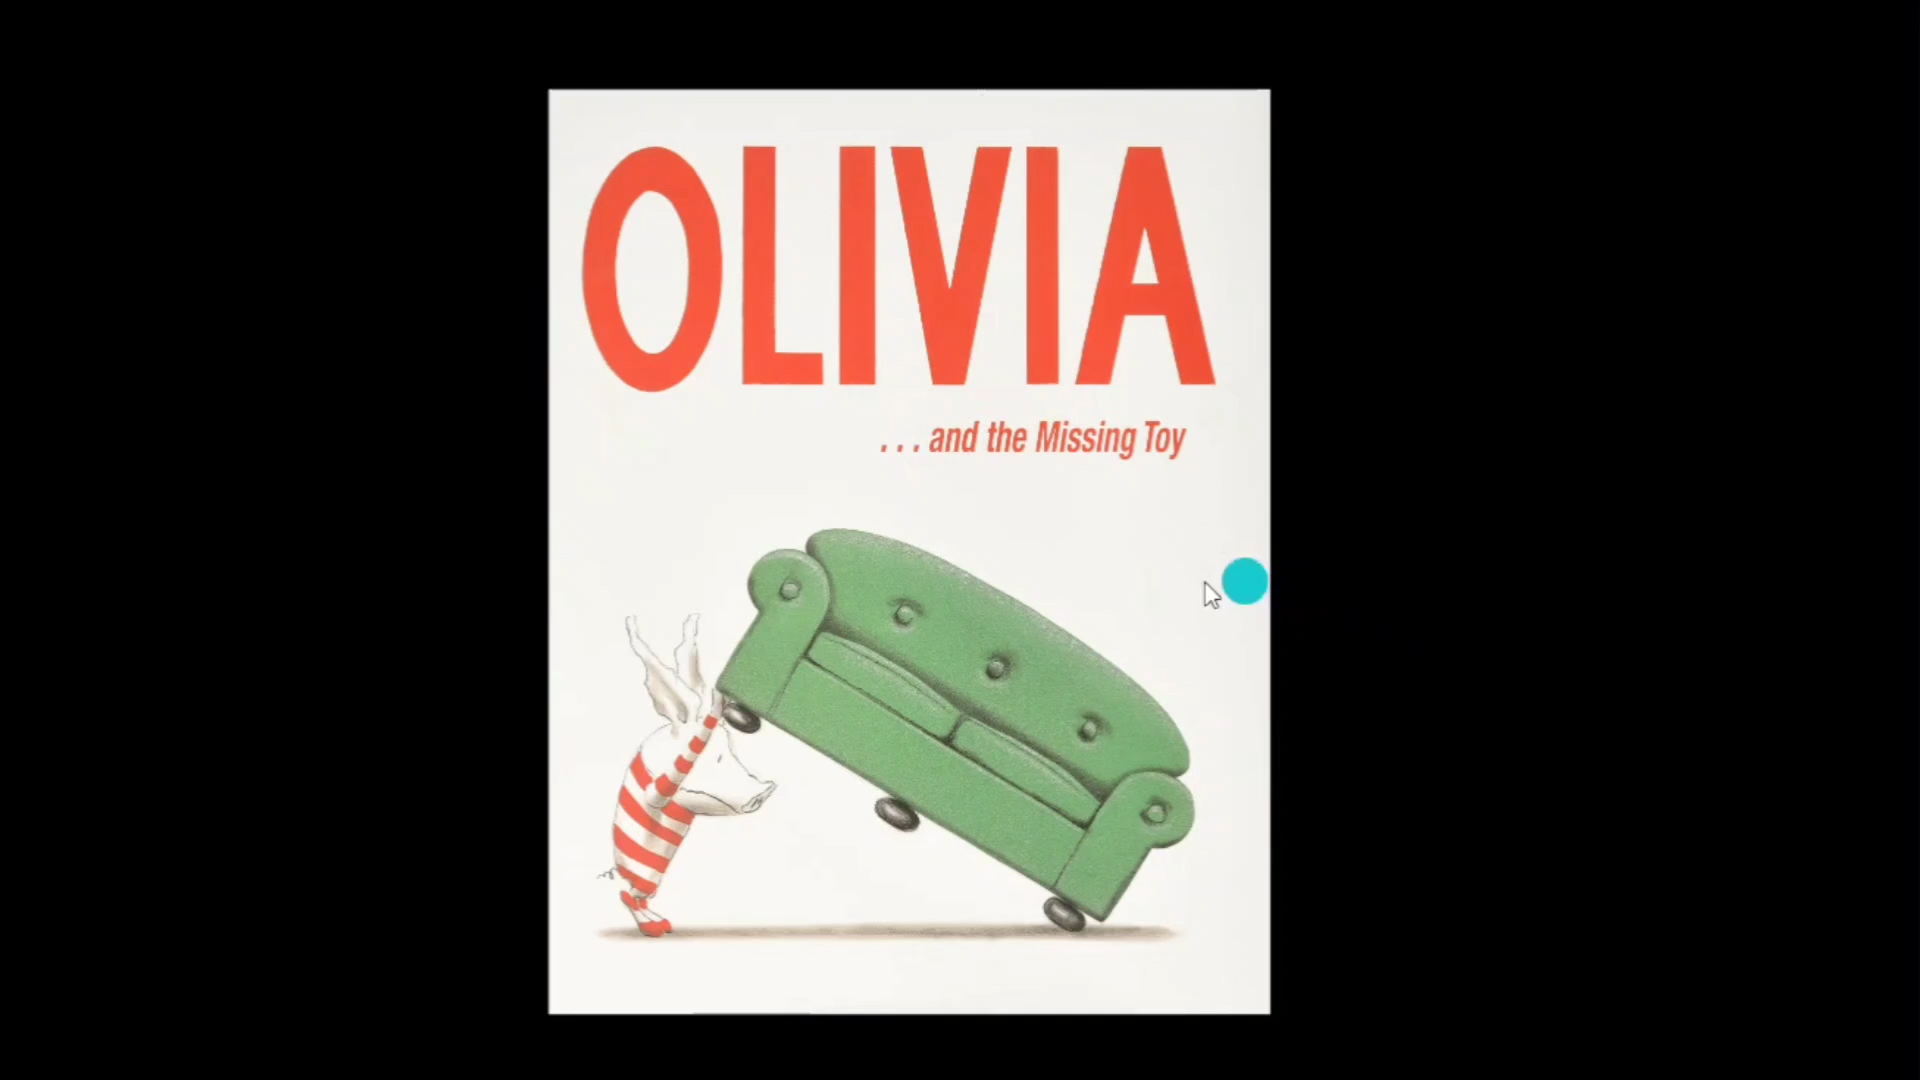 OLIVIA
. . . and the Missing Toy